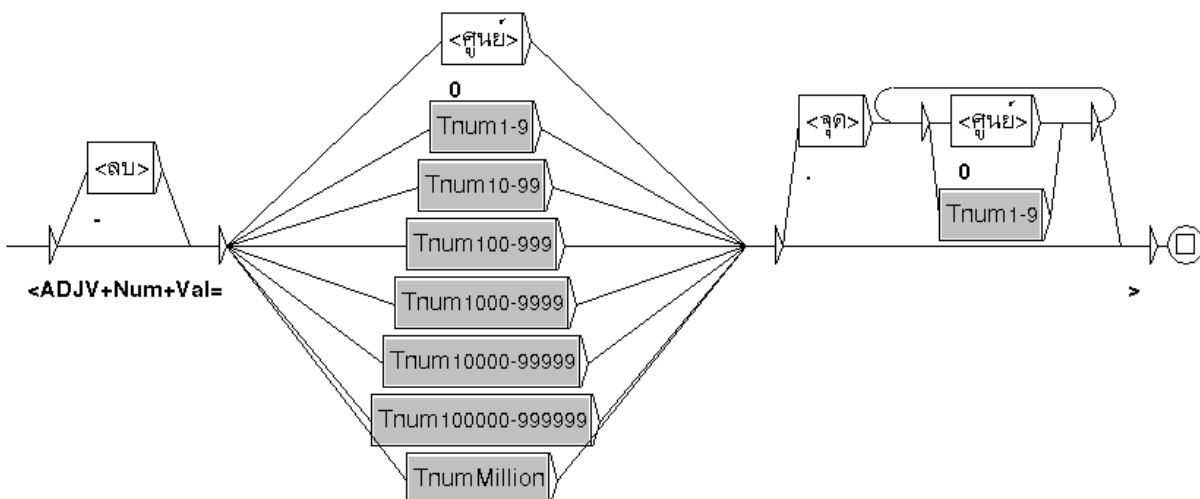 <ศูนย์>
0
Tnum1-9
<ลบ>
-
Tnum10-99
Tnum100-999
<ADJV+Num+Val=
Tnum1000-9999
Tnum10000-99999
Tnum100000-999999
TnumMillion
<จุด>
.
<ศูนย์>
0
Tnum1-9
>